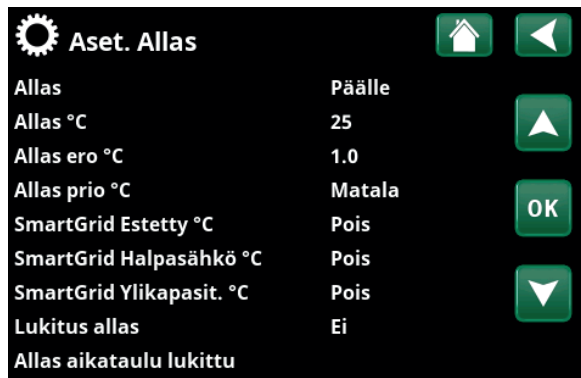 Aset. Allas
Allas Päälle
Allas °C 25
Allas ero °C 1.0
Allas prio °C Matala
SmartGrid Estetty °C Pois
OK
SmartGrid Halpasähkö °C Pois
SmartGrid Ylikapasit. °C Pois
Lukitus allas Ei
Allas aikataulu lukittu